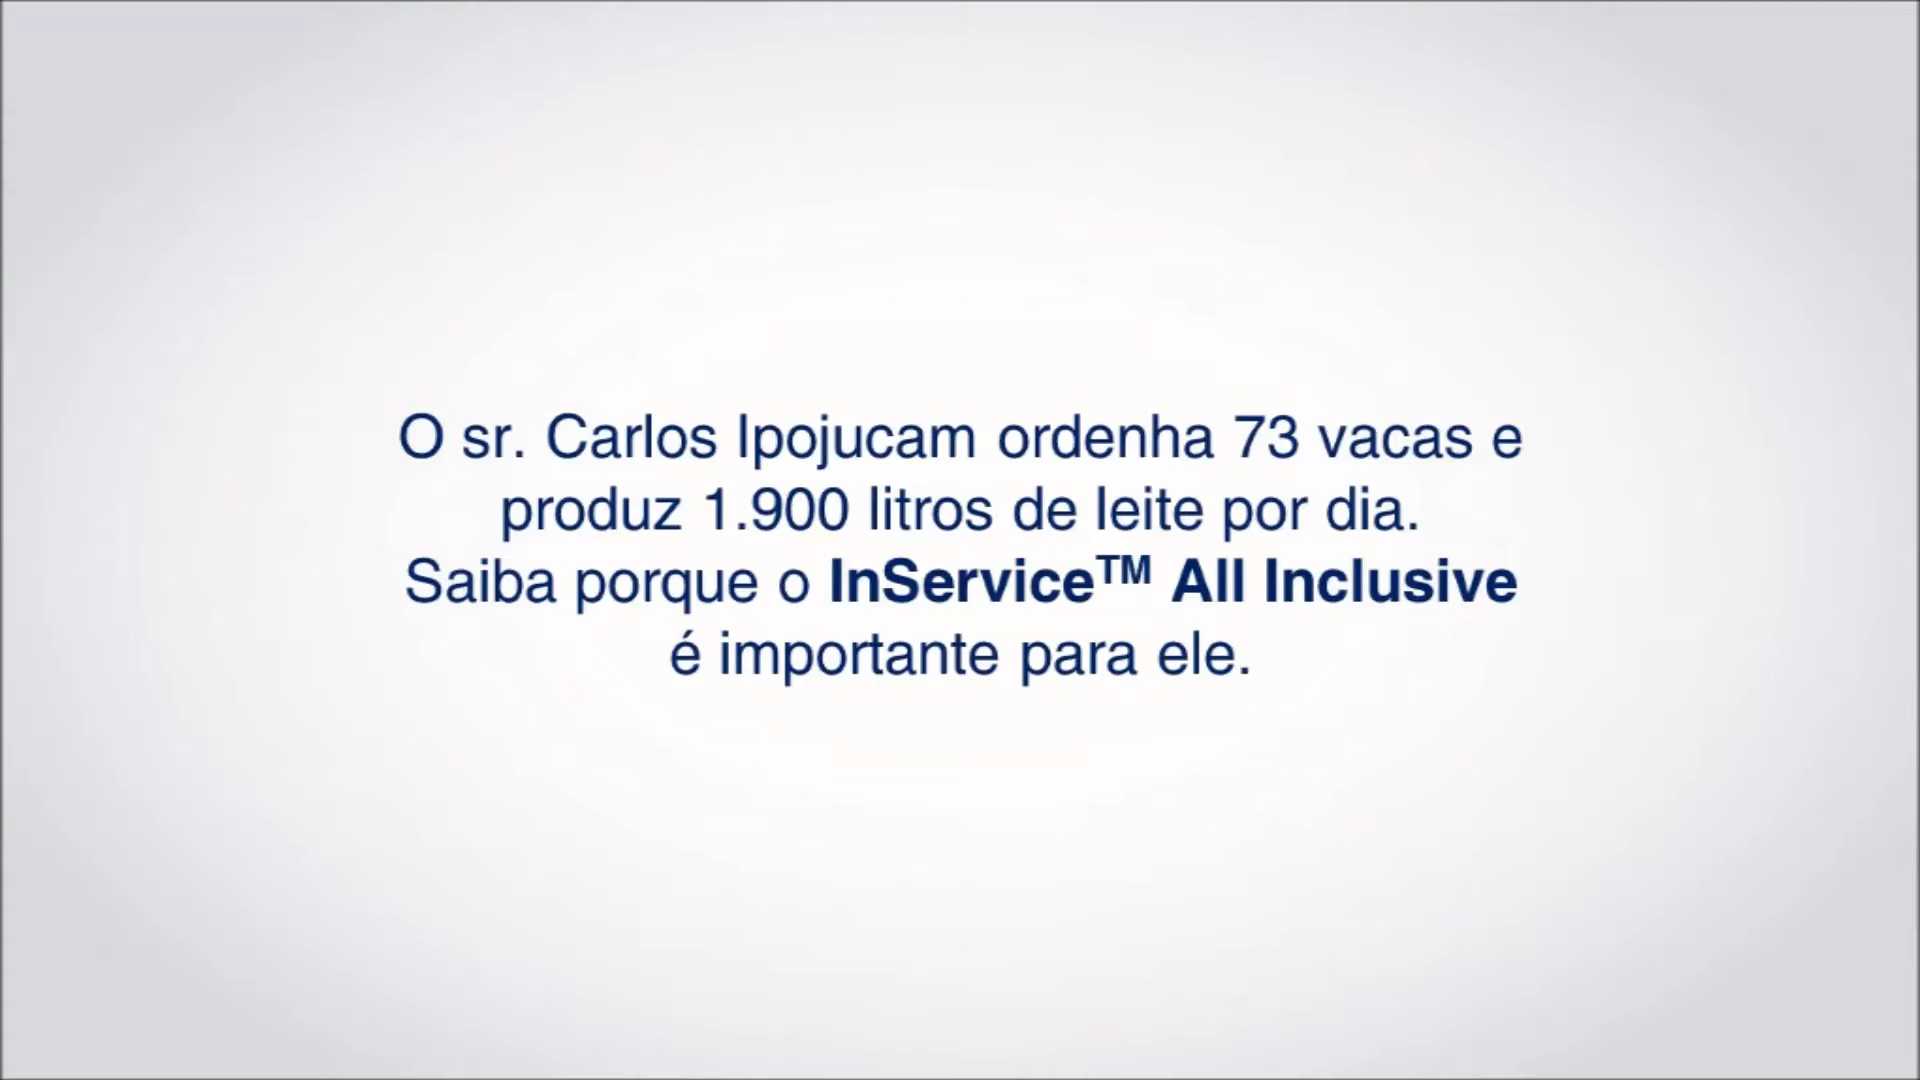 O sr. Carlos Ipojucam ordenha 73 vacas e
produz 1.900 litros de leite por dia.
Saiba porque o InService™ All Inclusive
é importante para ele.